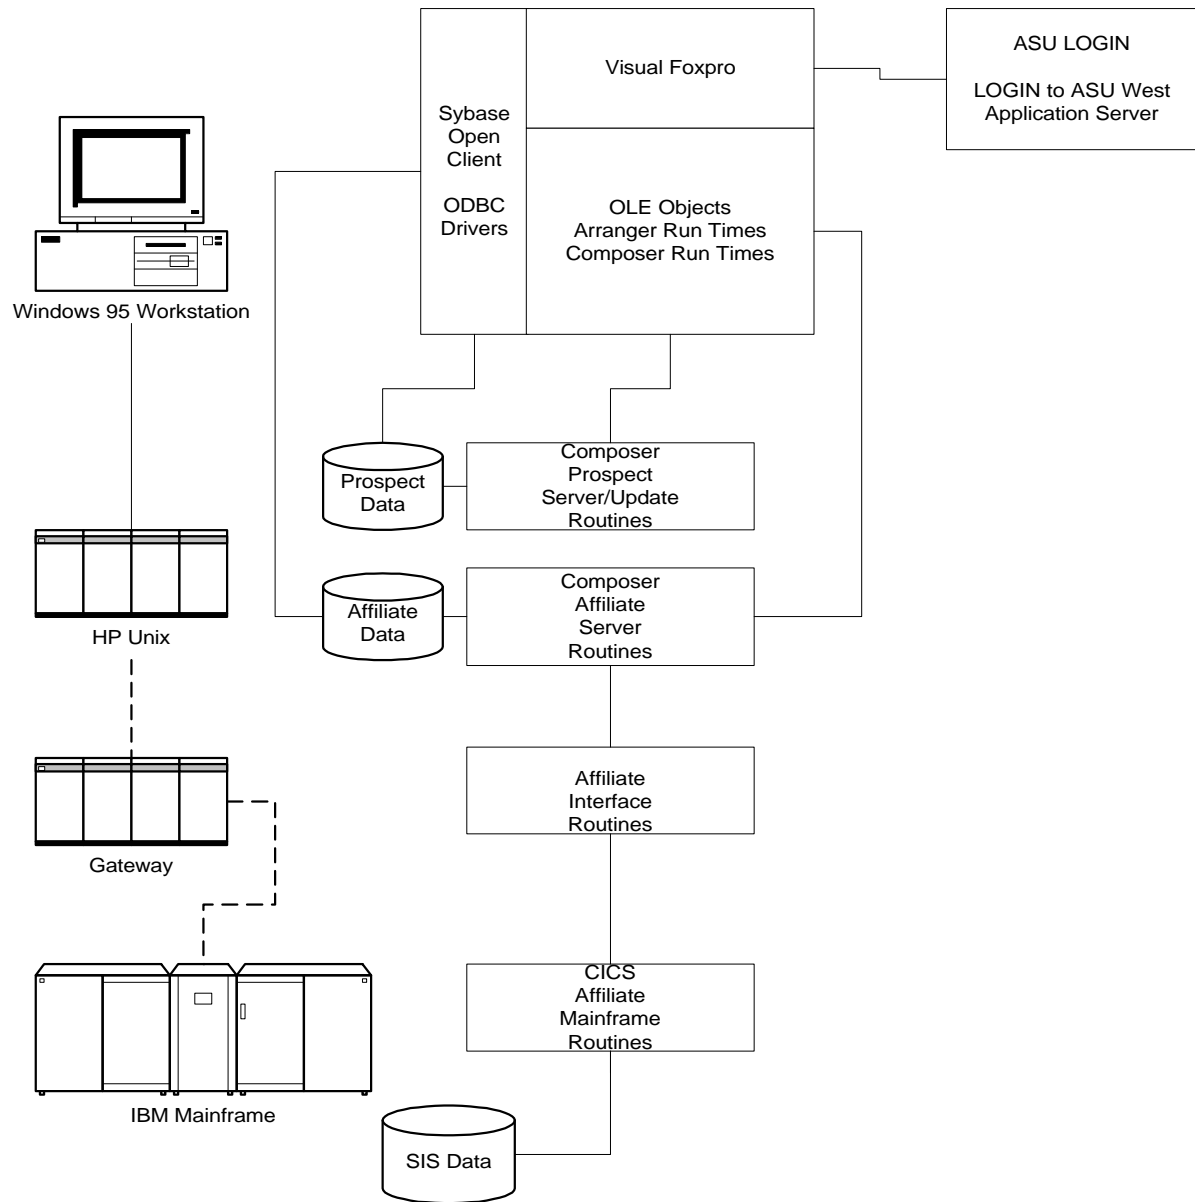 Visual Foxpro
ASU LOGIN
LOGIN to ASU West
Application Server
Sybase
Open
Client
ODBC
Drivers
OLE Objects
Arranger Run Times
Composer Run Times
Windows 95 Workstation
Prospect
Data
Composer
Prospect
Server/Update
Routines
HP Unix
Affiliate
Data
Composer
Affiliate
Server
Routines
Gateway
Affiliate
Interface
Routines
IBM Mainframe
CICS
Affiliate
Mainframe
Routines
SIS Data